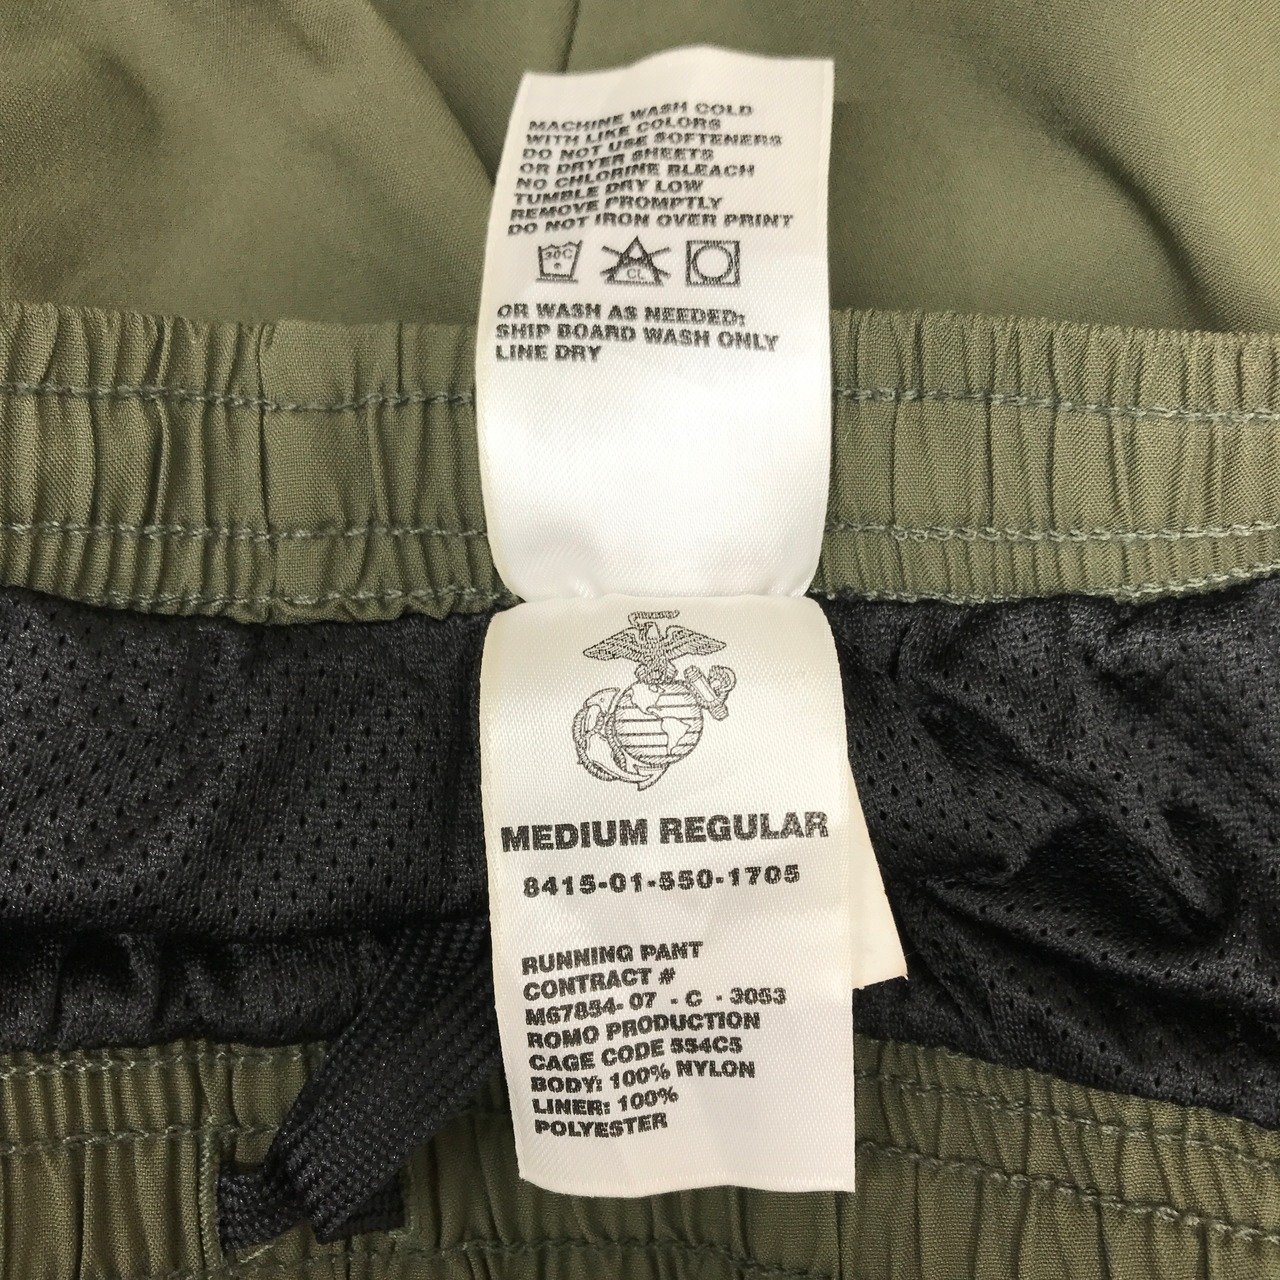 MACHINE WASH COLD
WITH LIKE COLORS
DO NOT USE SOFTENERS
OR DRYER SHEETS
NO CHLORINE BLEACH
TUMBLE DRY LOW
REMOVE PROMPTLY
DO NOT IRON OVER PRINT
30C
CL
OR WASH AS NEEDED:
SHIP BOARD WASH ONLY
LINE DRY
MEDIUM REGULAR
8415-01-550-1705
RUNNING PANT
CONTRACT #
M67854- 07 - C - 3053
ROMO PRODUCTION
CAGE CODE 554C5
BODY: 100% NYLON
LINER: 100%
POLYESTER